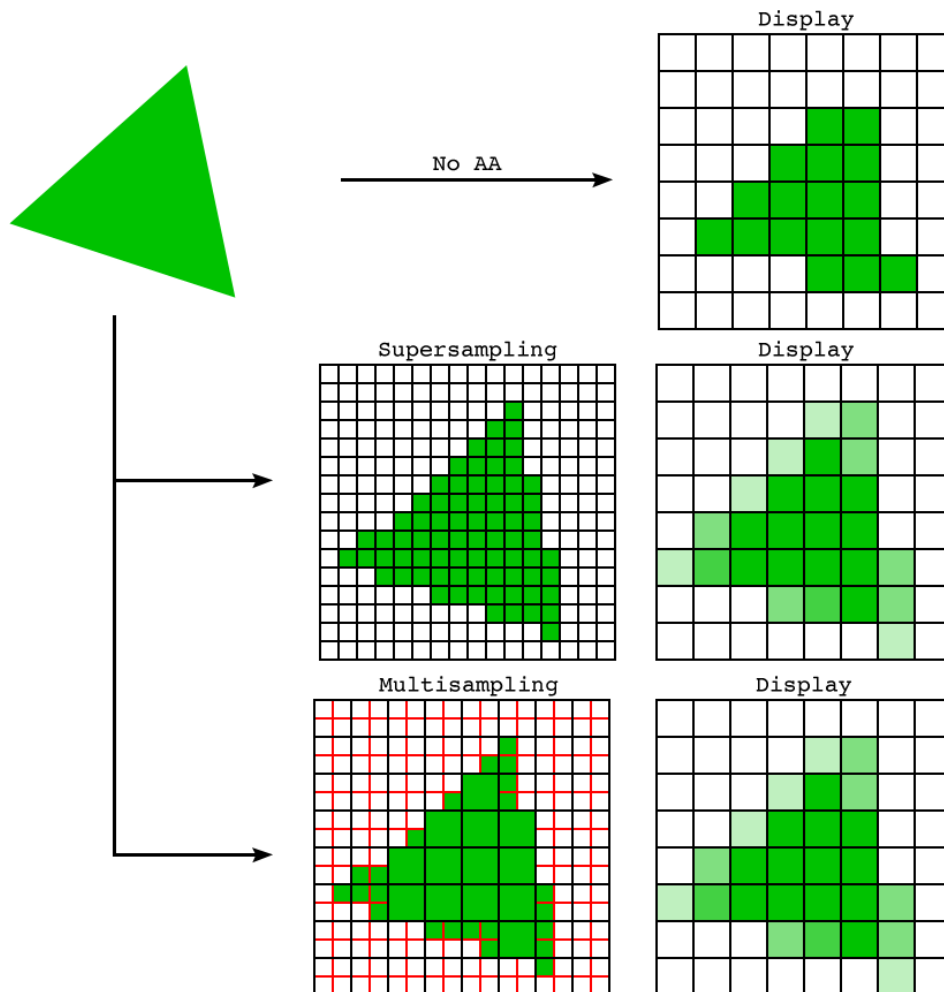 Display
No AA
Supersampling
Display
Multisampling
Display